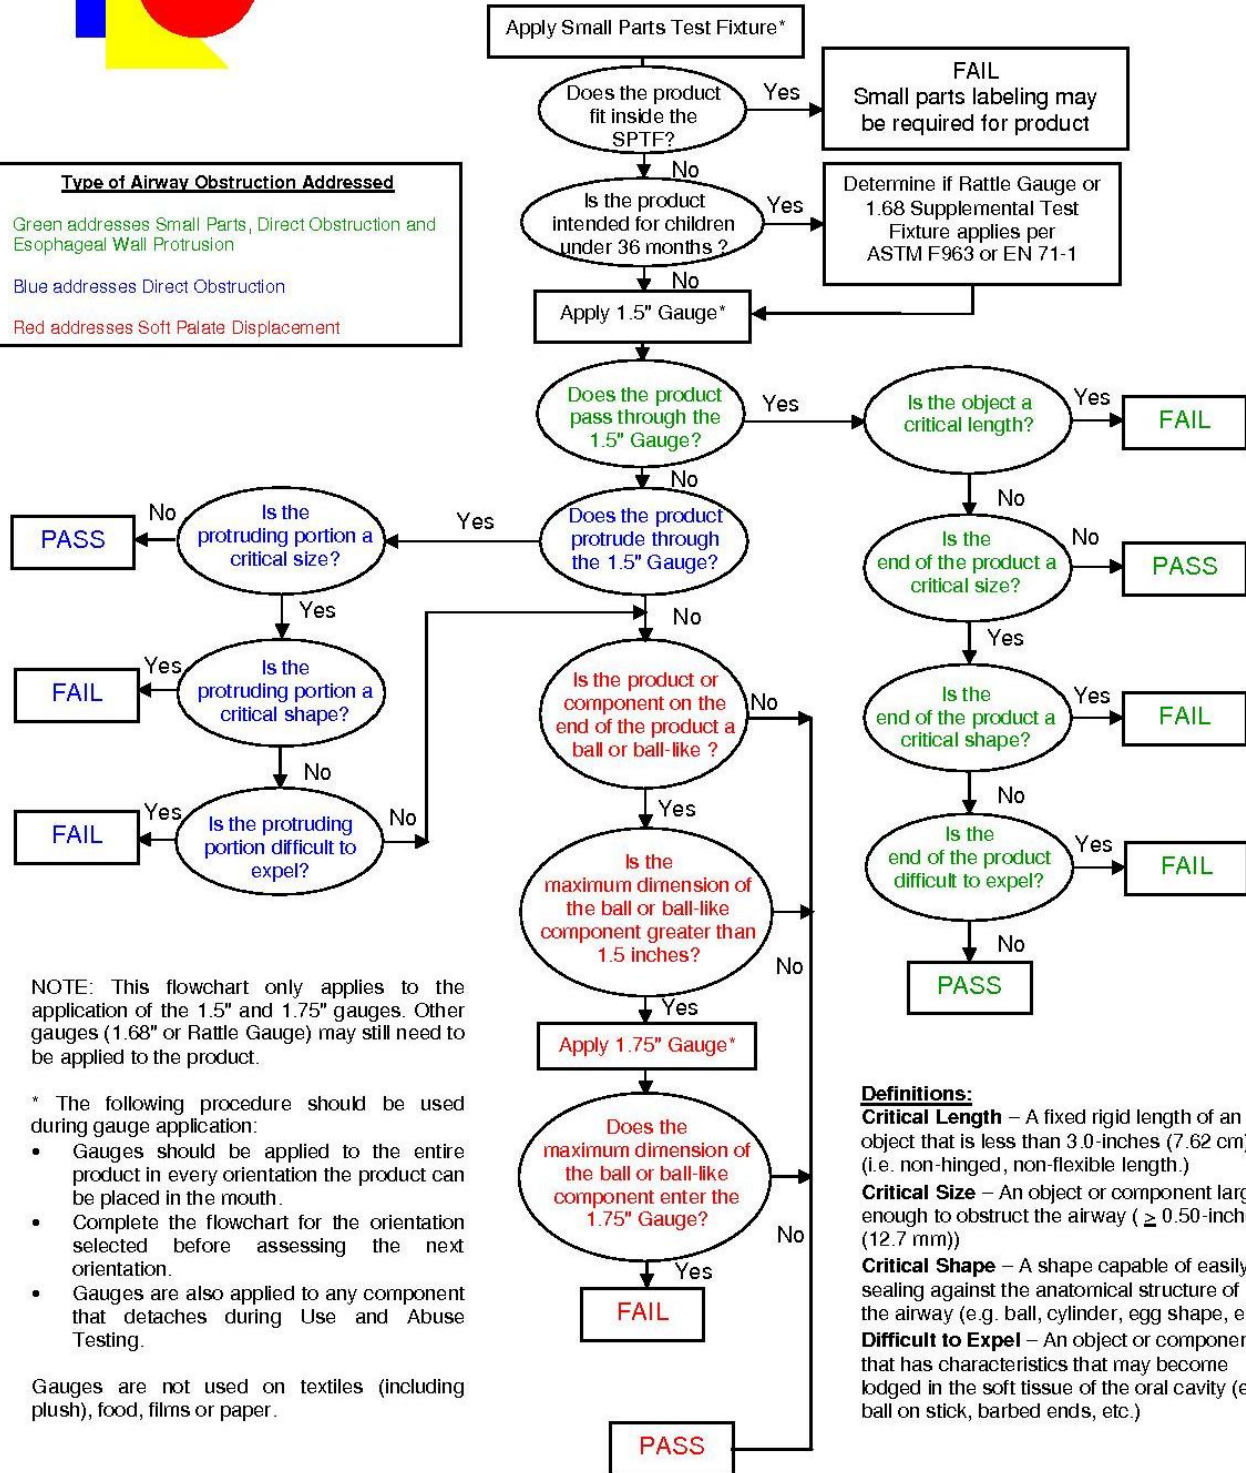 Apply Small Parts Test Fixture*
Does the product
fit inside the
SPTF?
Yes
FAIL
Small parts labeling may
be required for product
No
Type of Airway Obstruction Addressed
Green addresses Small Parts, Direct Obstruction and
Esophageal Wall Protrusion
Blue addresses Direct Obstruction
Red addresses Soft Palate Displacement
Is the product
intended for children
under 36 months ?
Yes
Determine if Rattle Gauge or
1.68 Supplemental Test
Fixture applies per
ASTM F963 or EN 71-1
No
Apply 1.5" Gauge*
Does the product
pass through the
1.5" Gauge?
Yes
Is the object a
critical length?
Yes
FAIL
No
No
Does the product
protrude through
the 1.5" Gauge?
Yes
Is the
protruding portion a
critical size?
No
PASS
Yes
Is the
protruding portion a
critical shape?
Yes
FAIL
No
Is the protruding
portion difficult to
expel?
Yes
FAIL
No
Is the
end of the product a
critical size?
No
PASS
Yes
Is the
end of the product a
critical shape?
Yes
FAIL
No
Is the
end of the product
difficult to expel?
Yes
FAIL
No
PASS
No
Is the product or
component on the
end of the product a
ball or ball-like ?
No
Yes
Is the
maximum dimension of
the ball or ball-like
component greater than
1.5 inches?
No
Yes
Apply 1.75" Gauge*
Does the
maximum dimension of
the ball or ball-like
component enter the
1.75" Gauge?
No
Yes
FAIL
PASS
NOTE: This flowchart only applies to the
application of the 1.5" and 1.75" gauges. Other
gauges (1.68" or Rattle Gauge) may still need to
be applied to the product.
* The following procedure should be used
during gauge application:
• Gauges should be applied to the entire
product in every orientation the product can
be placed in the mouth.
• Complete the flowchart for the orientation
selected before assessing the next
orientation.
• Gauges are also applied to any component
that detaches during Use and Abuse
Testing.
Gauges are not used on textiles (including
plush), food, films or paper.
Definitions:
Critical Length – A fixed rigid length of an
object that is less than 3.0-inches (7.62 cm)
(i.e. non-hinged, non-flexible length.)
Critical Size – An object or component
enough to obstruct the airway ( ≥ 0.50-
(12.7 mm))
Critical Shape – A shape capable of easily
sealing against the anatomical structure of
the airway (e.g. ball, cylinder, egg shape,
Difficult to Expel – An object or
that has characteristics that may become
lodged in the soft tissue of the oral cavity
ball on stick, barbed ends, etc.)